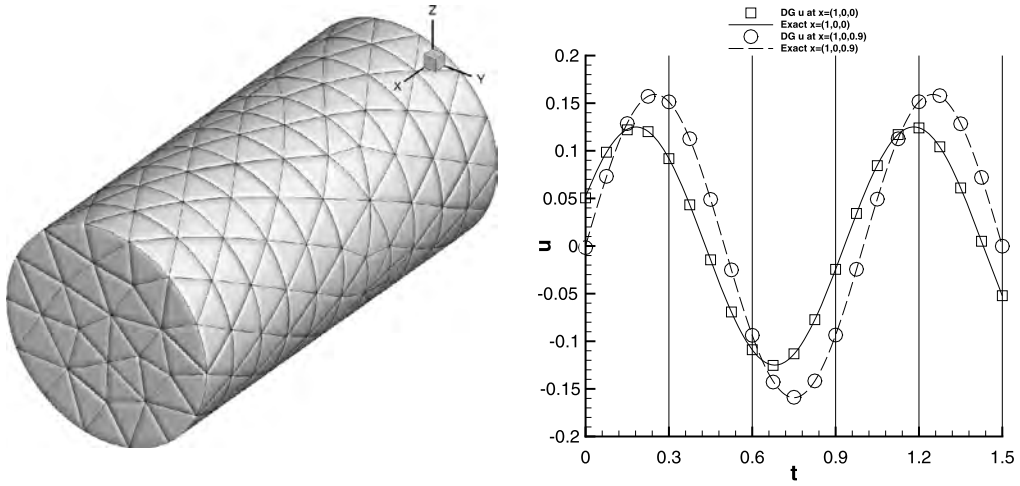 Z
X
Y
DG u at x=(1,0,0)
Exact x=(1,0,0)
DG u at x=(1,0,0.9)
Exact x=(1,0,0.9)
0.2
0.15
0.1
0.05
0
-0.05
-0.1
-0.15
-0.2
u
0 0.3 0.6 0.9 1.2 1.5
t